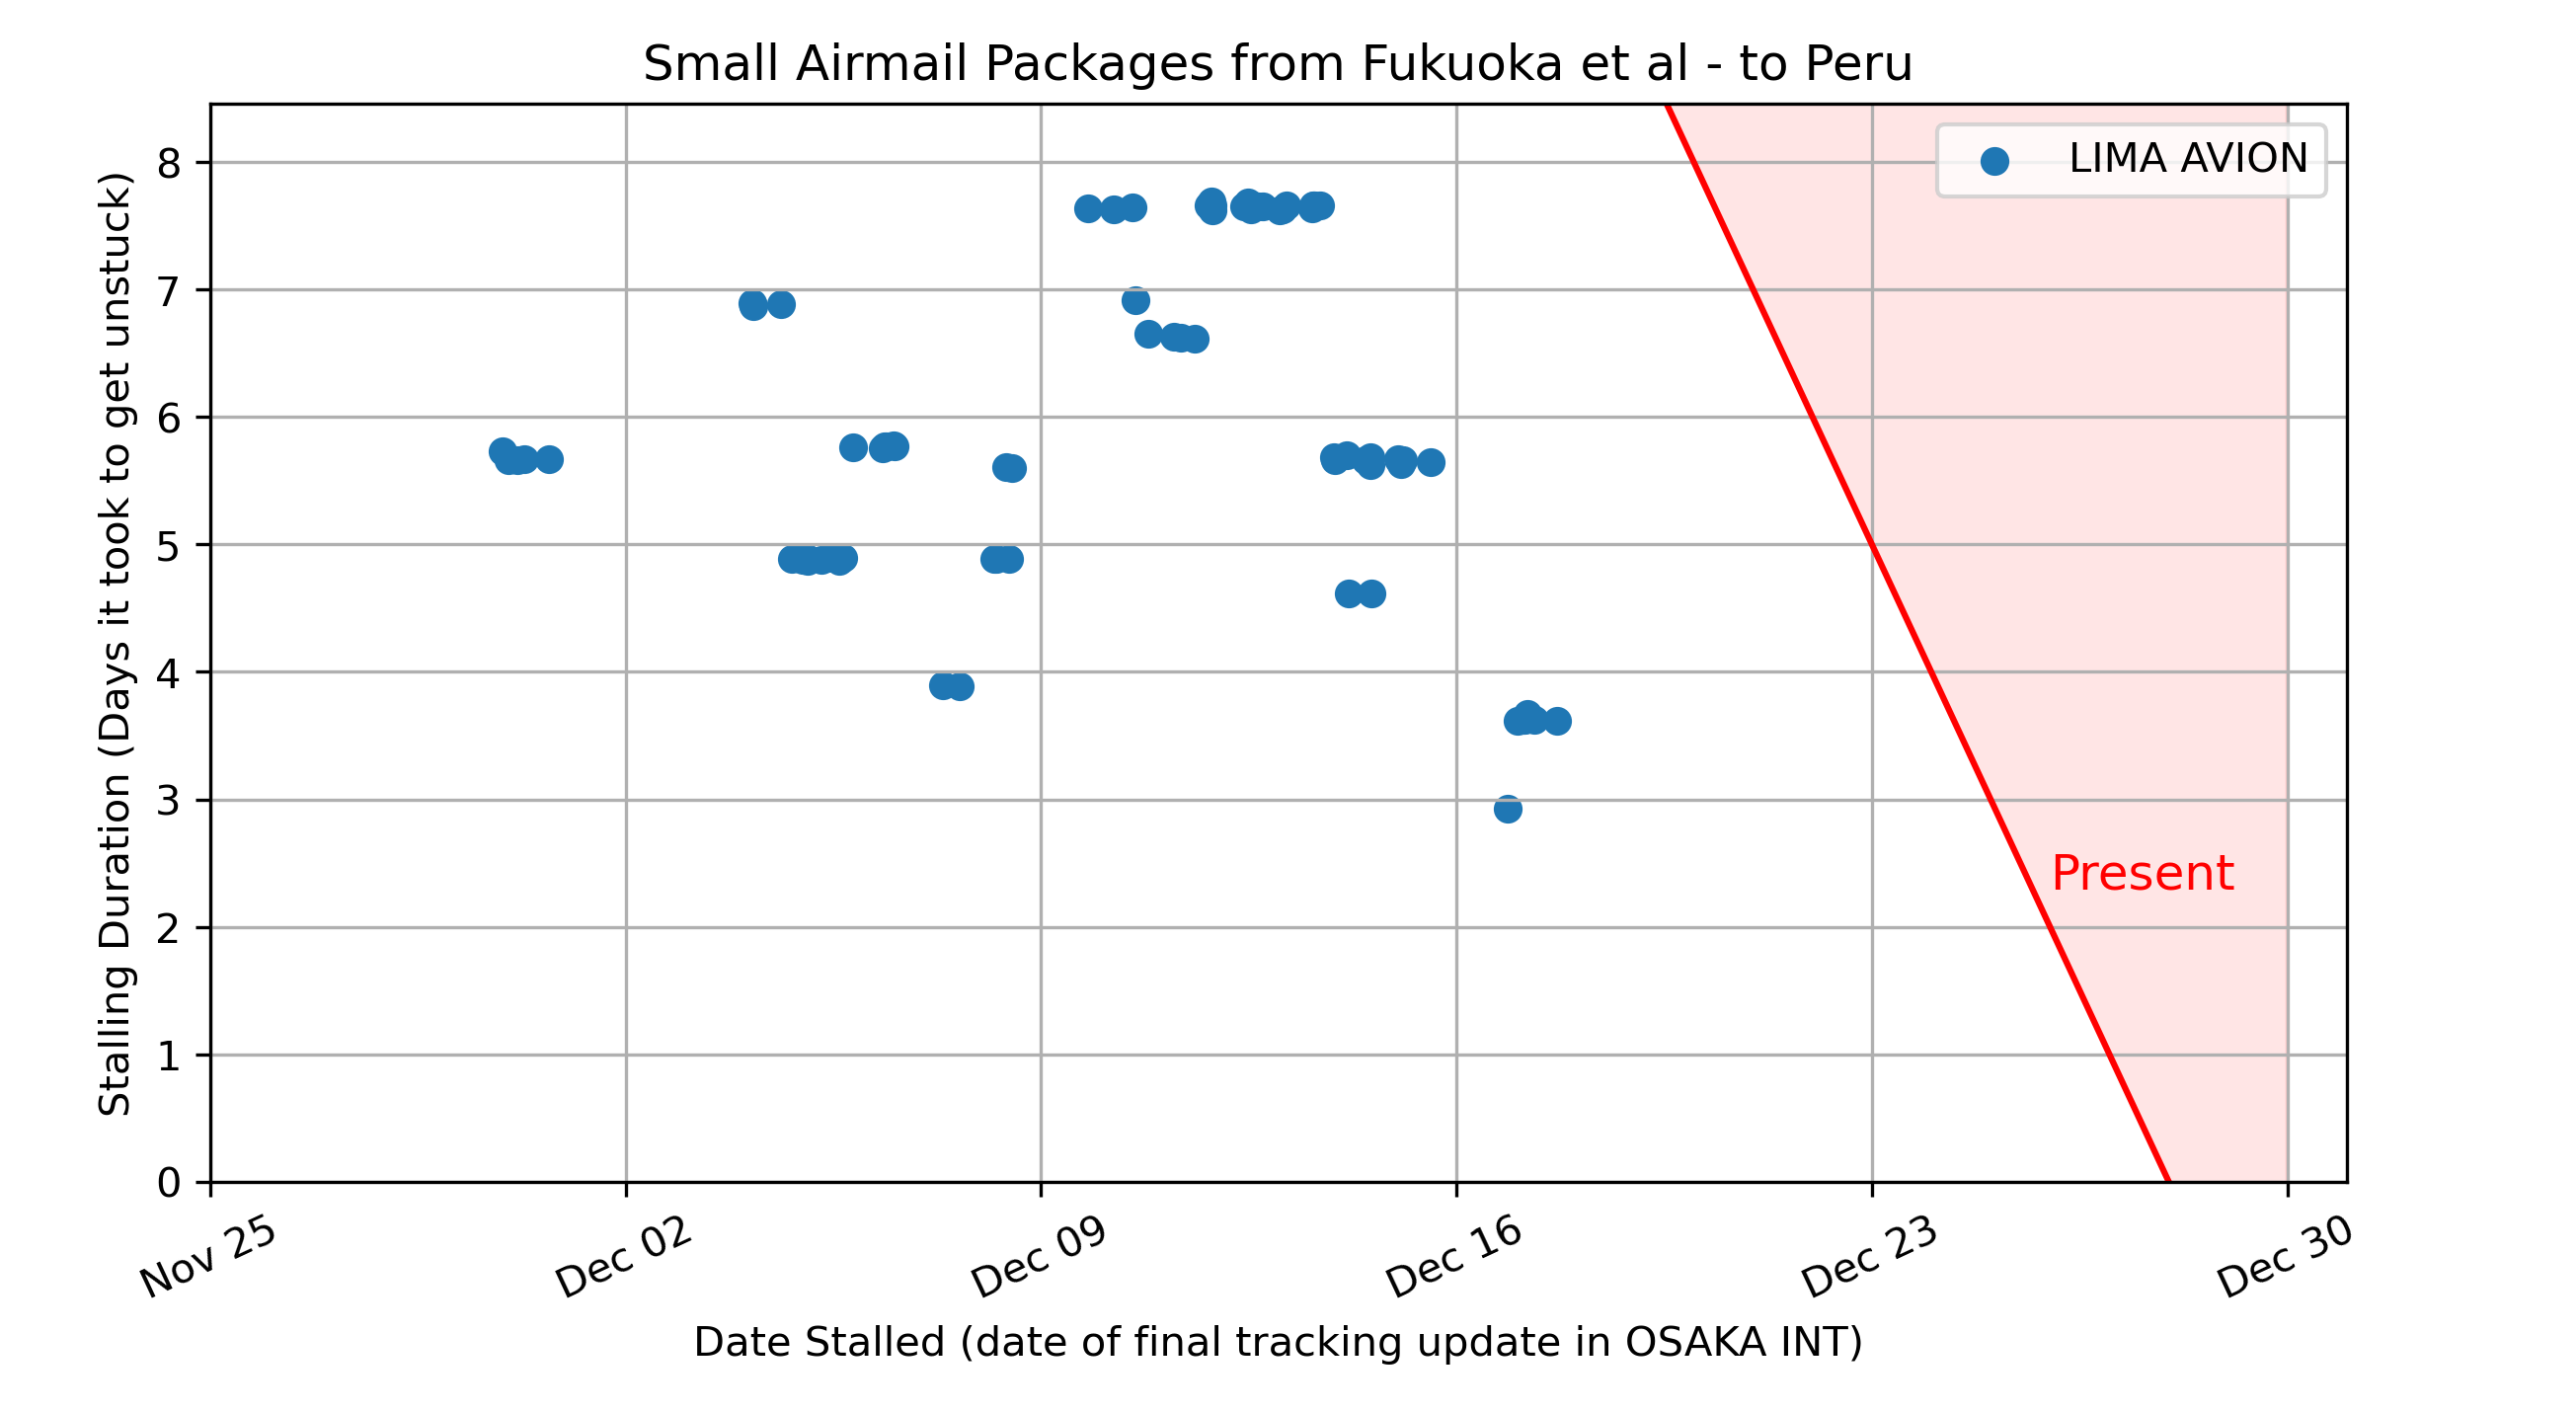 Small Airmail Packages from Fukuoka et al - to Peru
Stalling Duration (Days it took to get unstuck)
8
7
6
5
4
3
2
1
0
LIMA AVION
Present
Nov 25
Dec 02
Dec 09
Dec 16
Dec 23
Dec 30
Date Stalled (date of final tracking update in OSAKA INT)